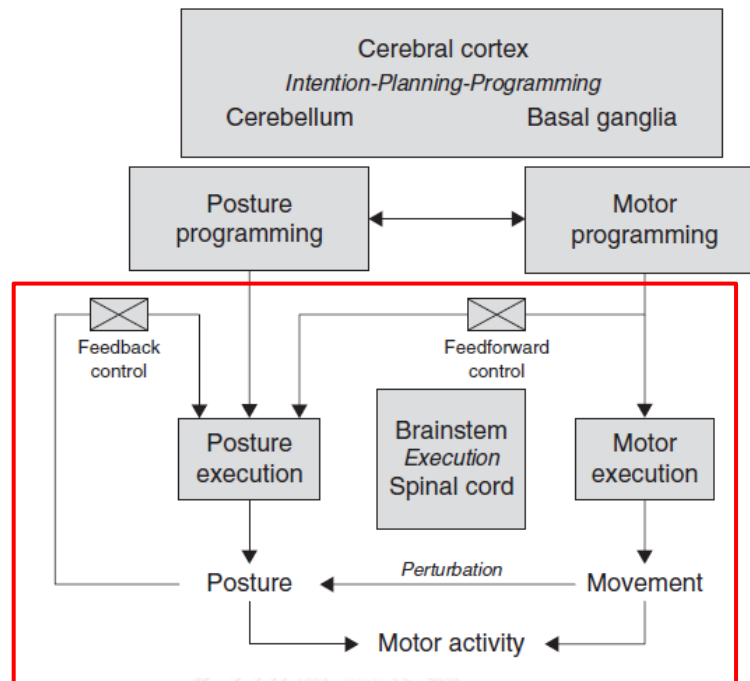 Cerebral cortex
Intention-Planning-Programming
Cerebellum Basal ganglia
Posture
programming
Motor
programming
Feedback
control
Feedforward
control
Posture
execution
Brainstem
Execution
Spinal cord
Motor
execution
Posture
Perturbation
Movement
Motor activity